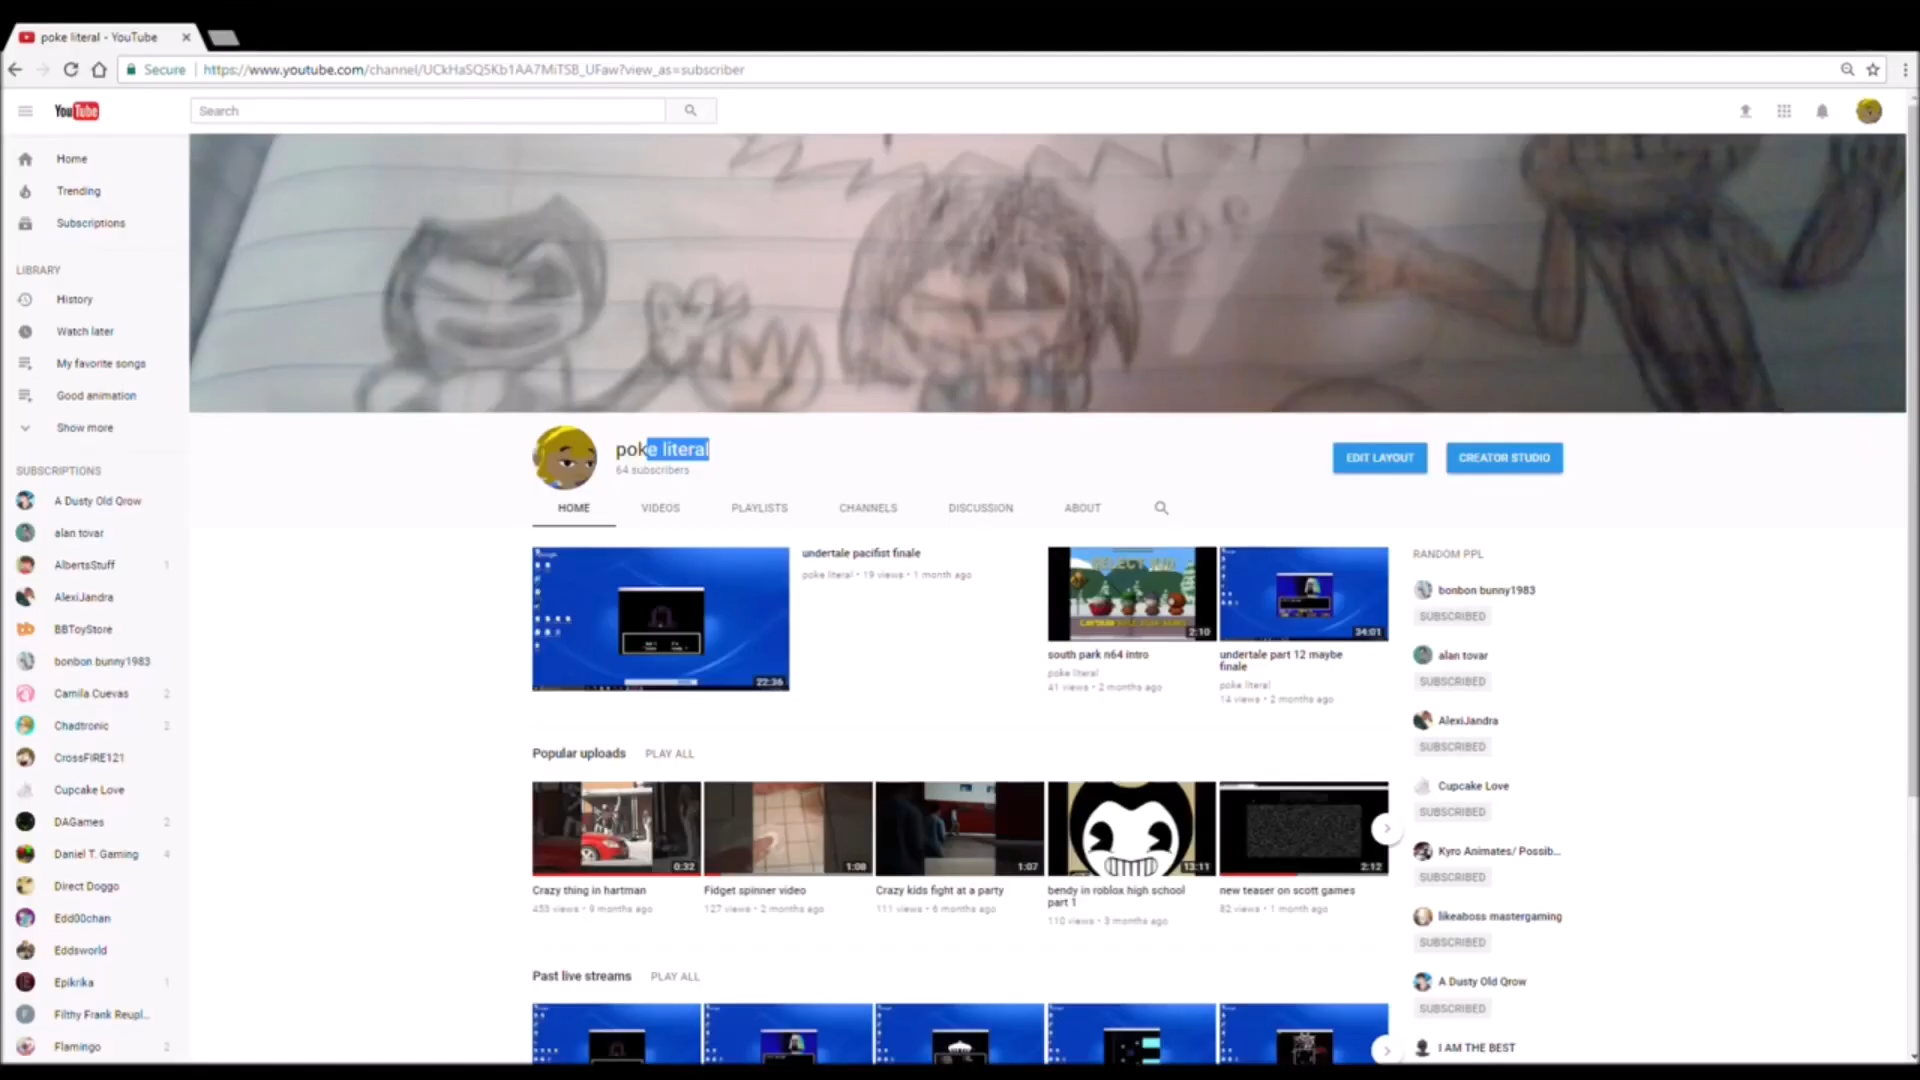 poke literal - YouTube
Secure
https://www.youtube.com/channel/UCkHaSQ5Kb1AA7MiTSB_UFaw?view_as=subscriber
YouTube
Search
Home
Trending
Subscriptions
LIBRARY
History
Watch later
My favorite songs
Good animation
Show more
SUBSCRIPTIONS
A Dusty Old Qrow
alan tovar
AlbertsStuff 1
AlexiJandra
BBToyStore
bonbon bunny1983
Camila Cuevas 2
Chadtronic 2
CrossFIRE121
Cupcake Love
DAGames 2
Daniel T. Gaming 4
Direct Doggo
Edd00chan
Eddsworld
Epikrika 1
Filthy Frank Reupl...
Flamingo 2
poke literal
64 subscribers
EDIT LAYOUT
CREATOR STUDIO
HOME
VIDEOS
PLAYLISTS
CHANNELS
DISCUSSION
ABOUT
22:36
undertale pacifist finale
poke literal • 19 views • 1 month ago
SELECT
2:10
south park n64 intro
poke literal
41 views • 2 months ago
34:01
undertale part 12 maybe
finale
poke literal
14 views • 2 months ago
Popular uploads PLAY ALL
0:32
Crazy thing in hartman
453 views • 9 months ago
1:08
Fidget spinner video
127 views • 2 months ago
1:07
Crazy kids fight at a party
111 views • 6 months ago
13:11
bendy in roblox high school
part 1
110 views • 3 months ago
2:12
new teaser on scott games
82 views • 1 month ago
Past live streams PLAY ALL
RANDOM PPL
bonbon bunny1983
SUBSCRIBED
alan tovar
SUBSCRIBED
AlexiJandra
SUBSCRIBED
Cupcake Love
SUBSCRIBED
Kyro Animates/ Possib...
SUBSCRIBED
likeaboss mastergaming
SUBSCRIBED
A Dusty Old Qrow
SUBSCRIBED
I AM THE BEST